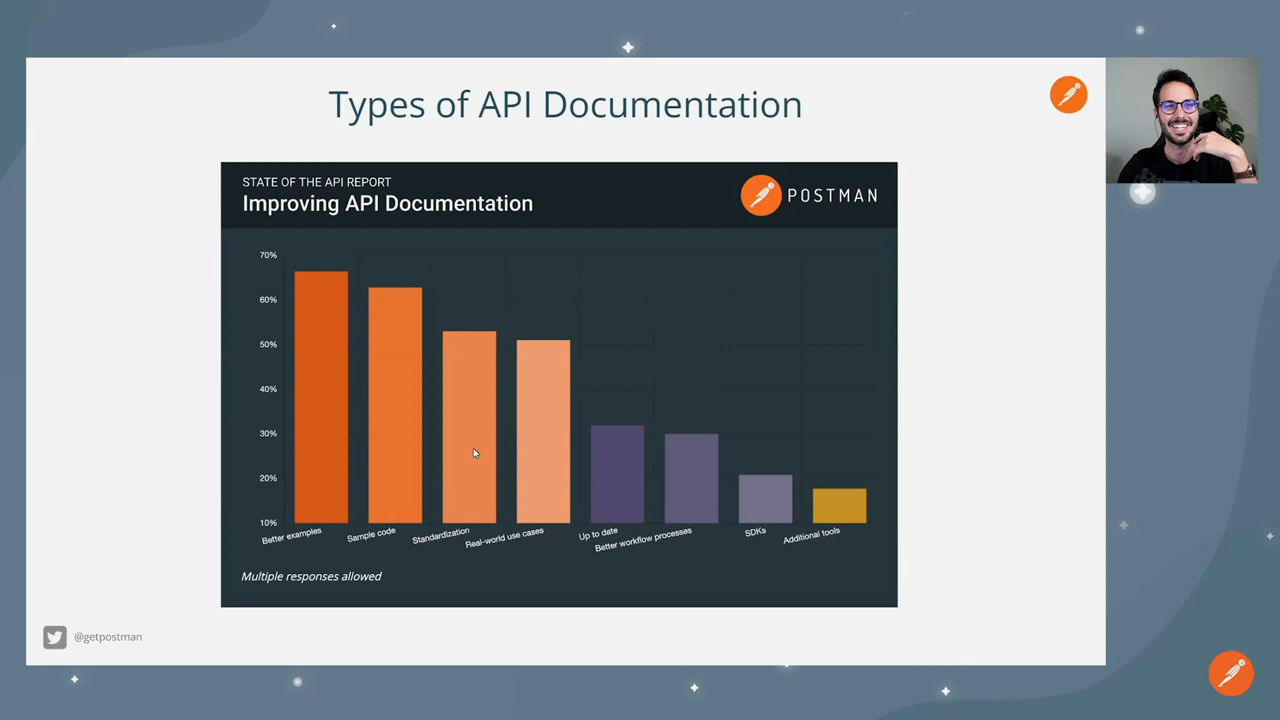 Types of API Documentation
STATE OF THE API REPORT
Improving API Documentation
POSTMAN
70%
60%
50%
40%
30%
20%
10%
Better examples
Sample code
Standardization
Real-world use cases
Up to date
Better workflow processes
SDKs
Additional tools
Multiple responses allowed
@getpostman